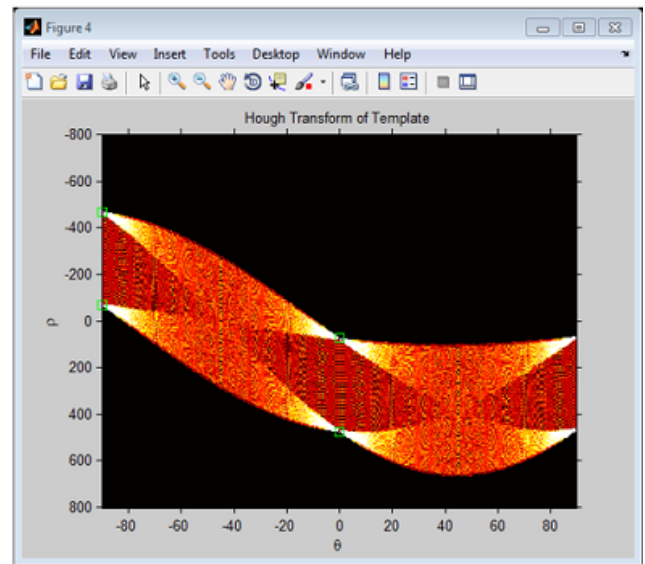 Figure 4
File Edit View Insert Tools Desktop Window Help
Hough Transform of Template
-800
-600
-400
-200
0
200
400
600
800
ρ
-80 -60 -40 -20 0 20 40 60 80
θ